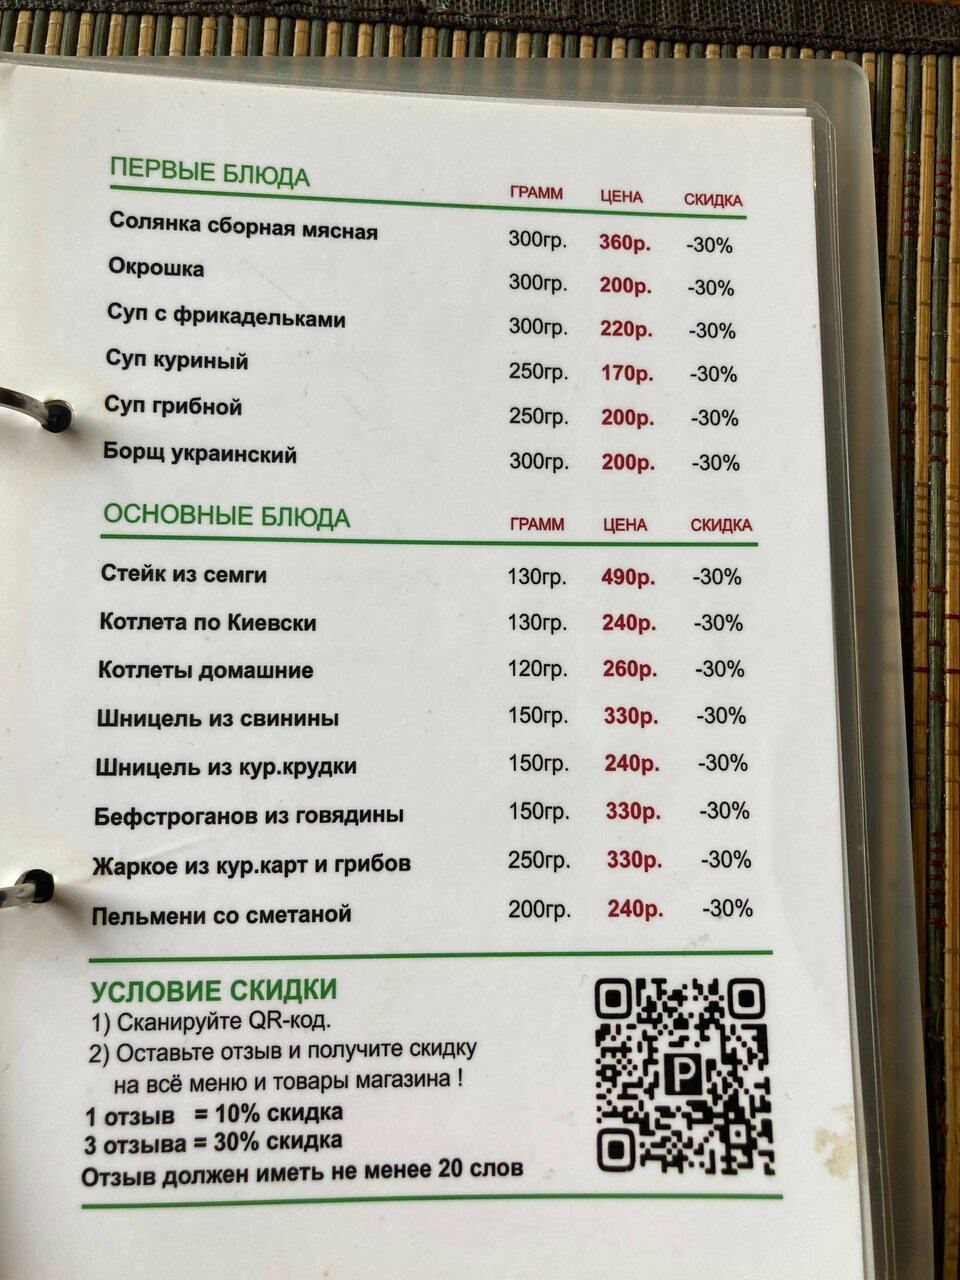 ПЕРВЫЕ БЛЮДА ГРАММ ЦЕНА СКИДКА
Солянка сборная мясная 300гр. 360р. -30%
Окрошка 300гр. 200р. -30%
Суп с фрикадельками 300гр. 220р. -30%
Суп куриный 250гр. 170р. -30%
Суп грибной 250гр. 200р. -30%
Борщ украинский 300гр. 200р. -30%
ОСНОВНЫЕ БЛЮДА ГРАММ ЦЕНА СКИДКА
Стейк из семги 130гр. 490р. -30%
Котлета по Киевски 130гр. 240р. -30%
Котлеты домашние 120гр. 260р. -30%
Шницель из свинины 150гр. 330р. -30%
Шницель из кур.крудки 150гр. 240р. -30%
Бефстроганов из говядины 150гр. 330р. -30%
Жаркое из кур.карт и грибов 250гр. 330р. -30%
Пельмени со сметаной 200гр. 240р. -30%
УСЛОВИЕ СКИДКИ
1) Сканируйте QR-код.
2) Оставьте отзыв и получите скидку
на всё меню и товары магазина !
1 отзыв = 10% скидка
3 отзыва = 30% скидка
Отзыв должен иметь не менее 20 слов
P